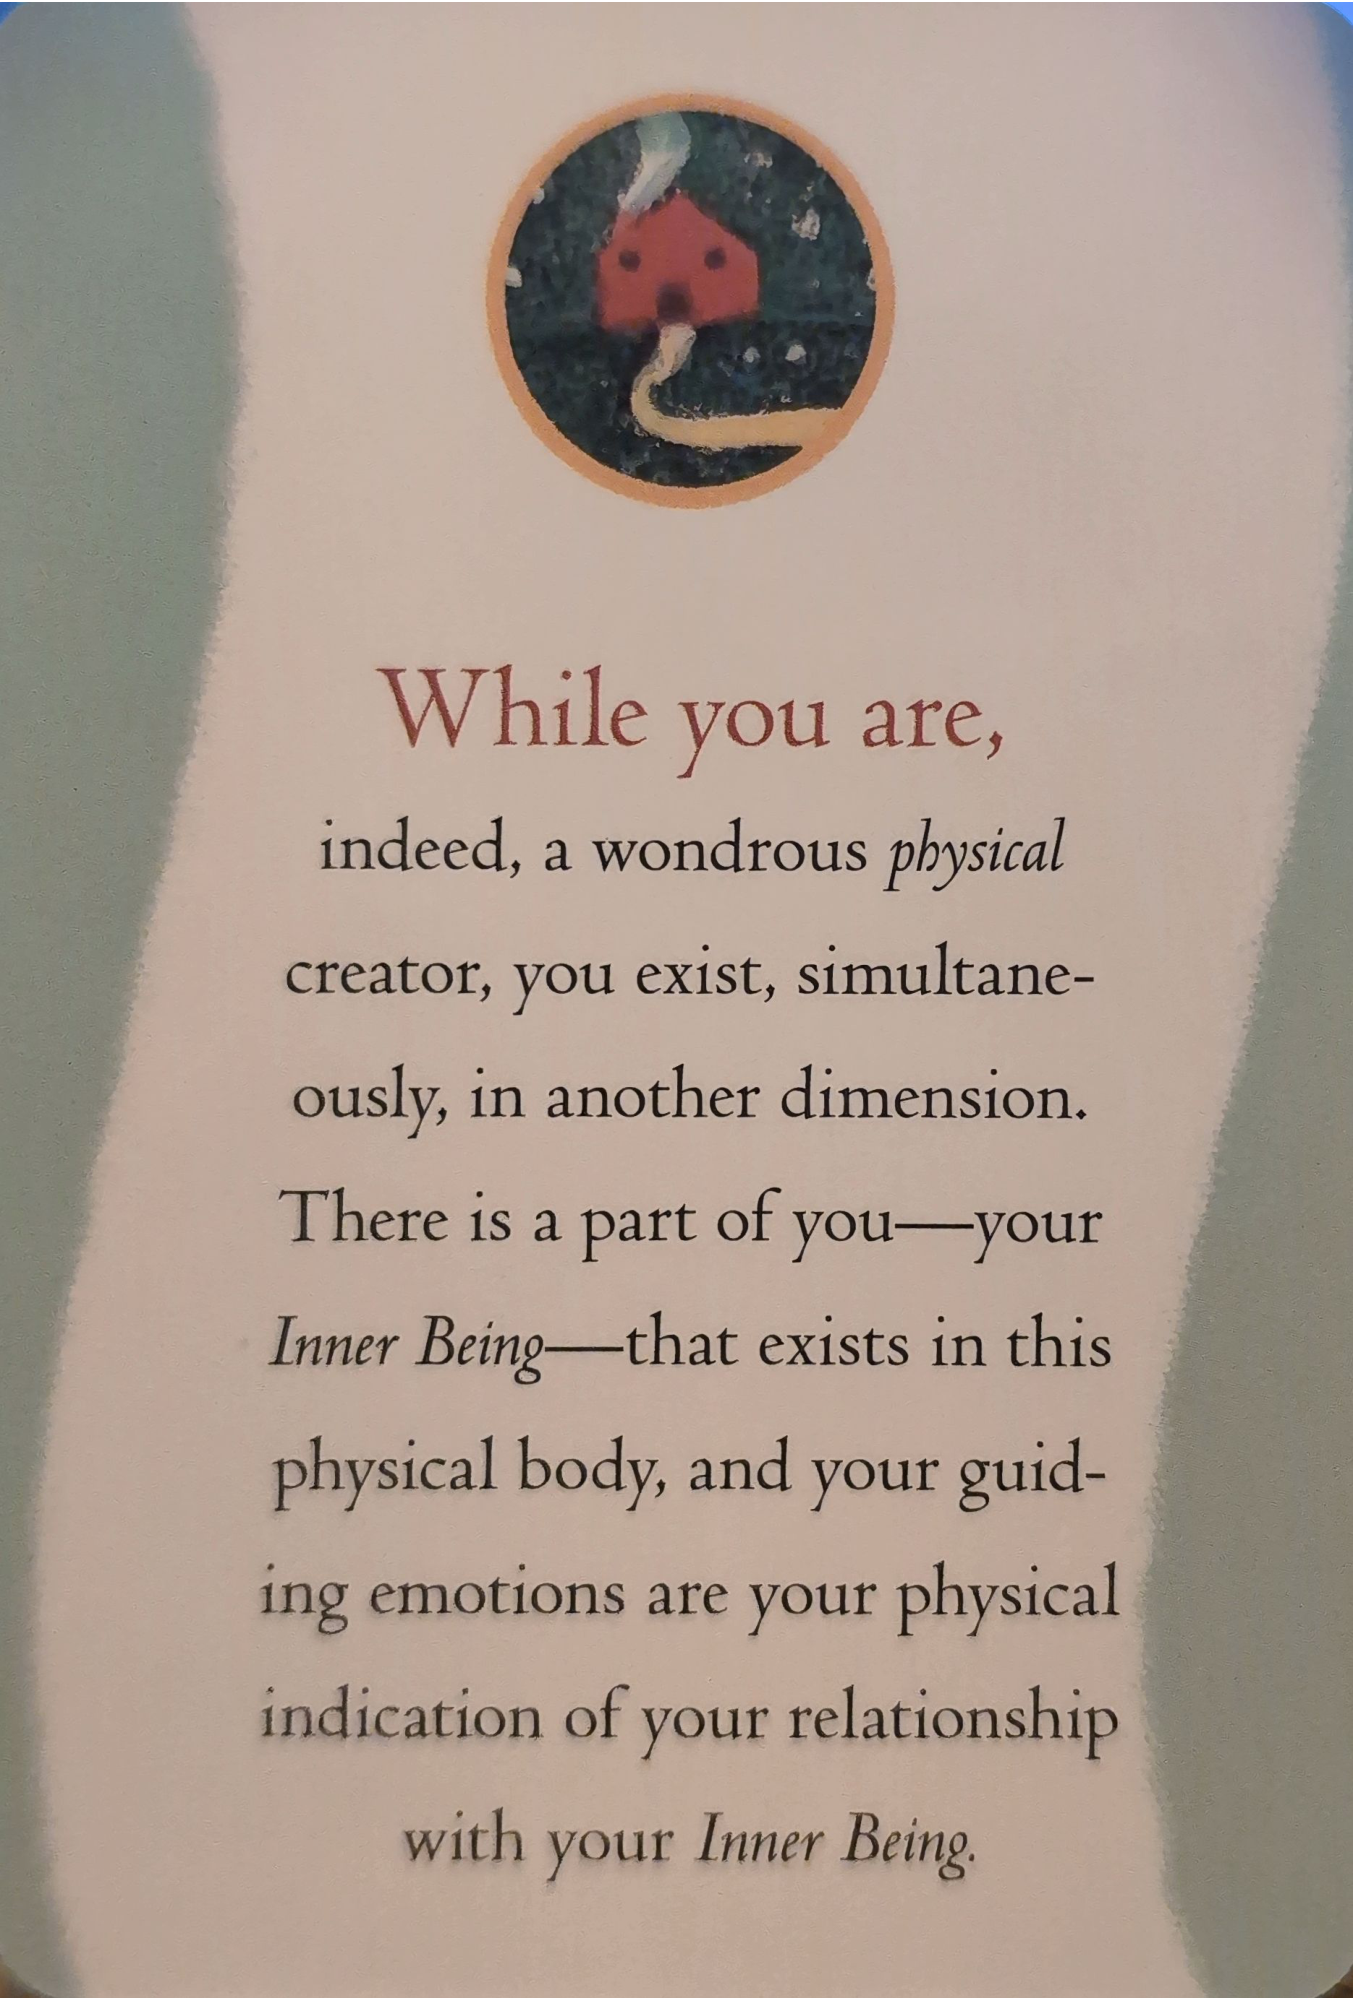 While you are,
indeed, a wondrous physical
creator, you exist, simultane-
ously, in another dimension.
There is a part of you—your
Inner Being—that exists in this
physical body, and your guid-
ing emotions are your physical
indication of your relationship
with your Inner Being.